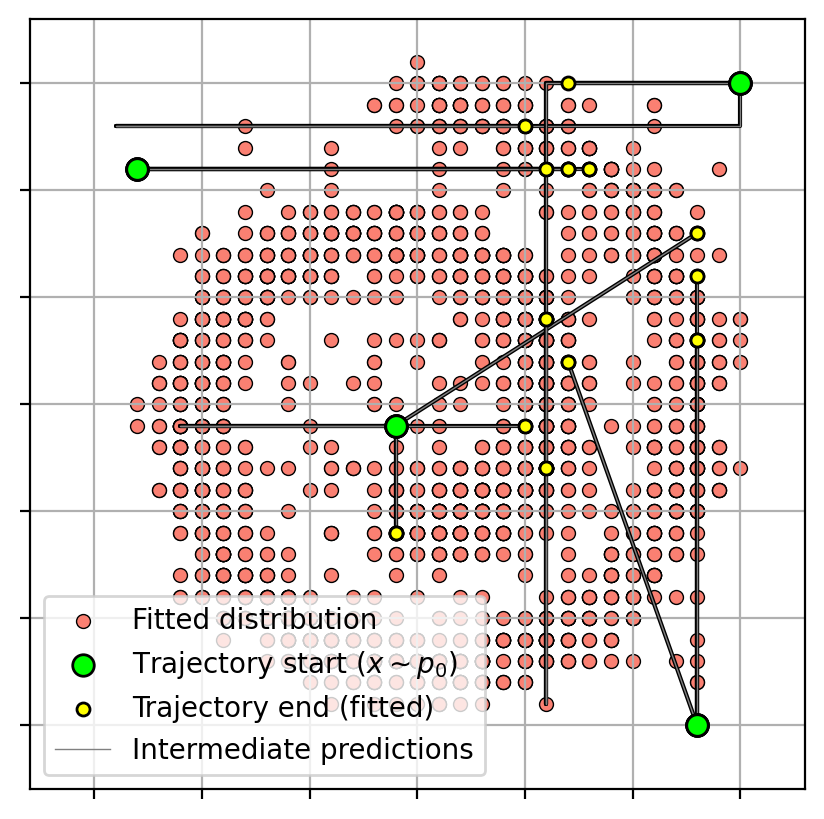 Fitted distribution
Trajectory start (x ~ p₀)
Trajectory end (fitted)
Intermediate predictions